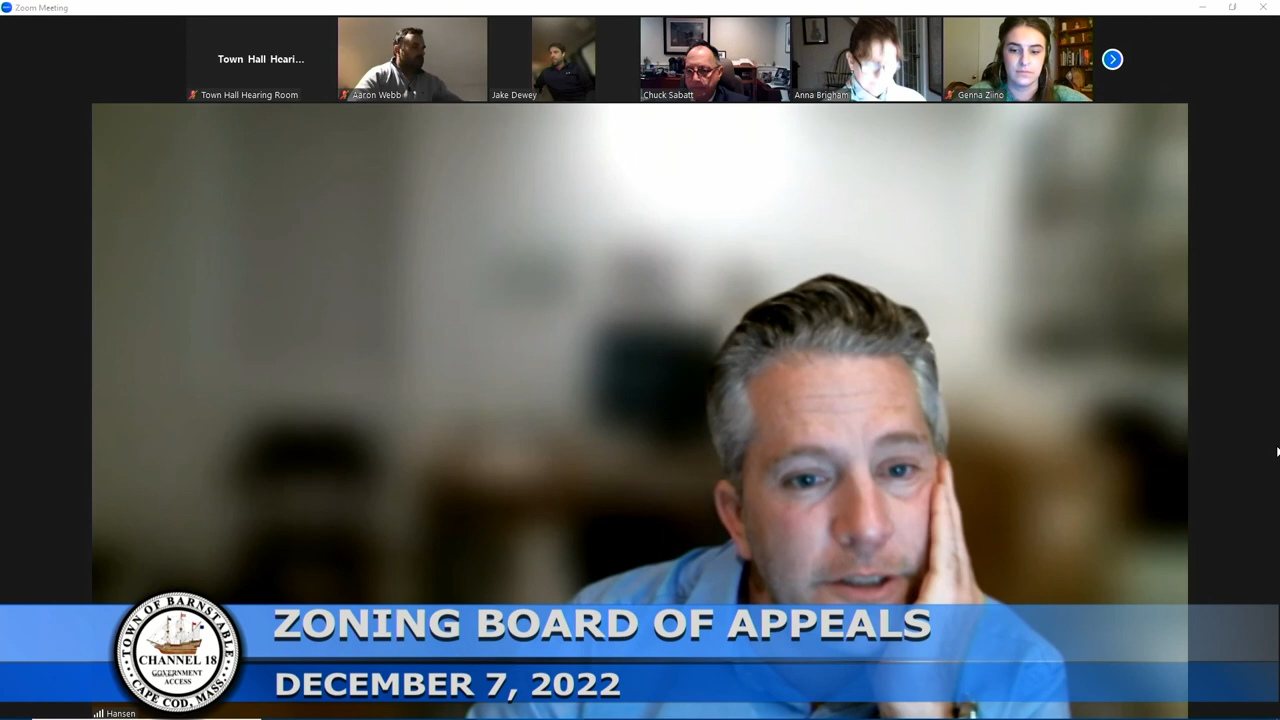 Zoom Meeting
Town Hall Heari...
Town Hall Hearing Room
Aaron Webb
Jake Dewey
Chuck Sabatt
Anna Brigham
Genna Ziino
ZONING BOARD OF APPEALS
DECEMBER 7, 2022
TOWN OF BARNSTABLE
CHANNEL 18
GOVERNMENT
ACCESS
CAPE COD, MASS.
Hansen